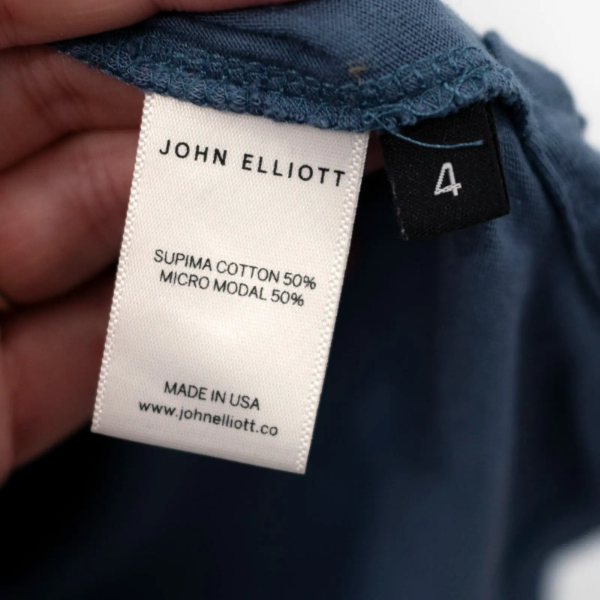 JOHN ELLIOTT
4
SUPIMA COTTON 50%
MICRO MODAL 50%
MADE IN USA
www.johnelliott.co